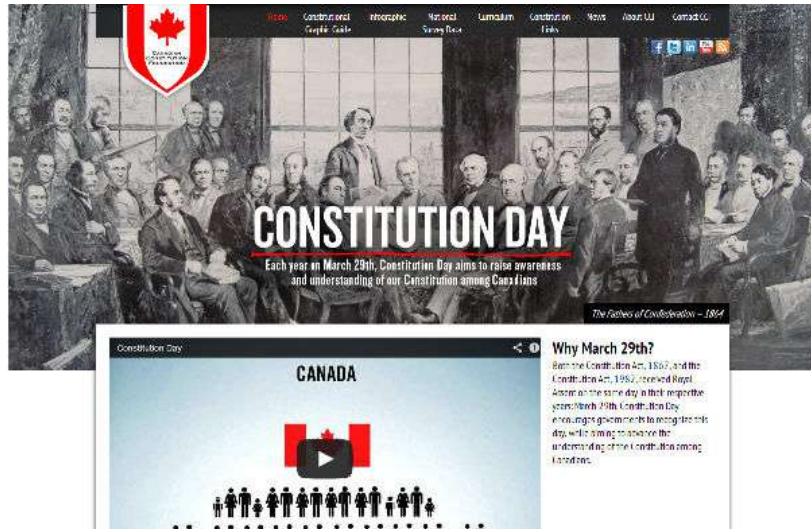 Home
Constitutional
Graphic Guide
Infographic
National
Survey Data
Curriculum
Constitution
Links
News
About CCF
Contact CCF
CANADIAN
CONSTITUTION
FOUNDATION
CONSTITUTION DAY
Each year on March 29th, Constitution Day aims to raise awareness
and understanding of our Constitution among Canadians
The Fathers of Confederation – 1864
Constitution Day
CANADA
Why March 29th?
Both the Constitution Act, 1867, and the
Constitution Act, 1982, received Royal
Assent on the same day in their respective
years: March 29th. Constitution Day
encourages governments to recognize this
day, while aiming to advance the
understanding of the Constitution among
Canadians.